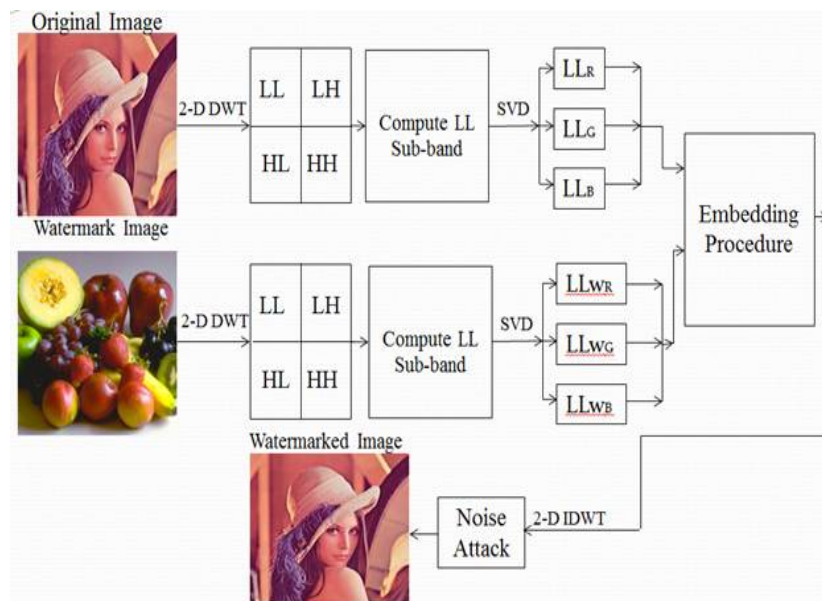 Original Image
2-D DWT
LL LH
HL HH
Compute LL
Sub-band
SVD
LLR
LLG
LLB
Embedding
Procedure
Watermark Image
2-D DWT
LL LH
HL HH
Compute LL
Sub-band
SVD
LLWR
LLWG
LLWB
Watermarked Image
Noise
Attack
2-D IDWT